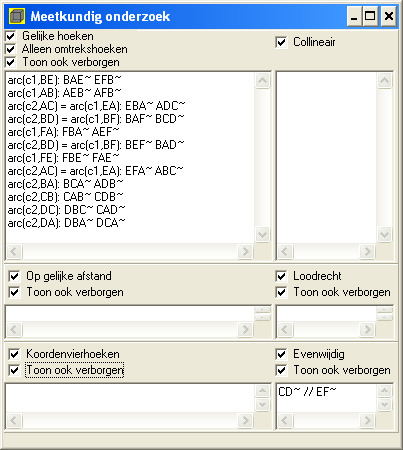 Meetkundig onderzoek
Gelijke hoeken
Alleen omtrekshoeken
Toon ook verborgen
Collineair
arc(c1,BE): BAE~ EFB~
arc(c1,AB): AEB~ AFB~
arc(c2,AC) = arc(c1,EA): EBA~ ADC~
arc(c2,BD) = arc(c1,BF): BAF~ BCD~
arc(c1,FA): FBA~ AEF~
arc(c2,BD) = arc(c1,BF): BEF~ BAD~
arc(c1,FE): FBE~ FAE~
arc(c2,AC) = arc(c1,EA): EFA~ ABC~
arc(c2,BA): BCA~ ADB~
arc(c2,CB): CAB~ CDB~
arc(c2,DC): DBC~ CAD~
arc(c2,DA): DBA~ DCA~
Op gelijke afstand
Toon ook verborgen
Loodrecht
Toon ook verborgen
Koordenvierhoeken
Toon ook verborgen
Evenwijdig
Toon ook verborgen
CD~ // EF~